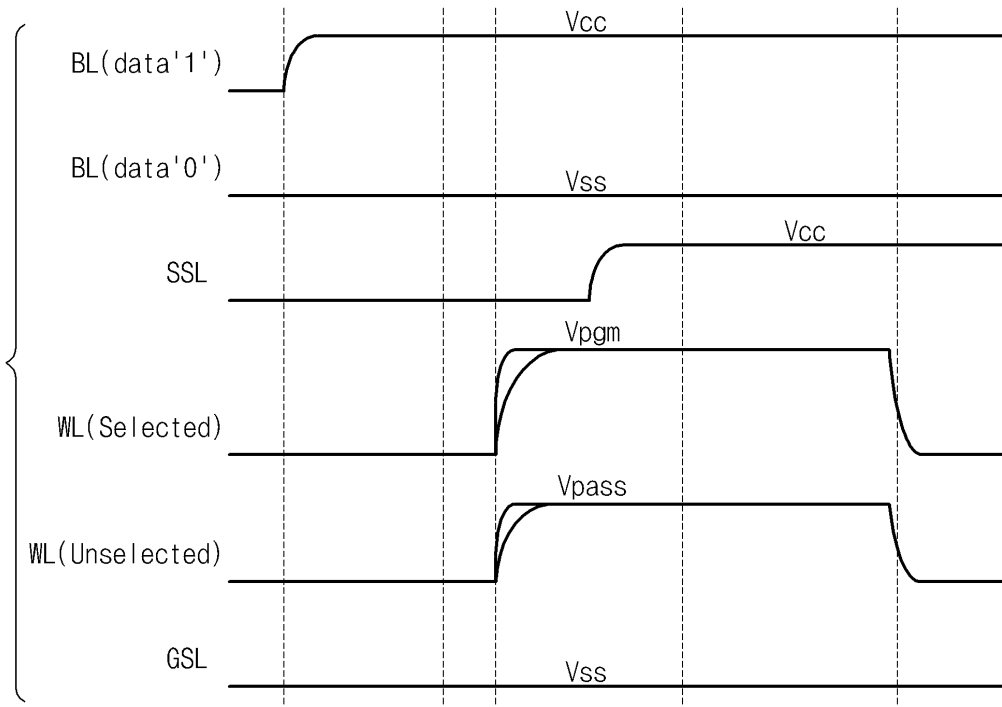 Vcc
BL(data'1')
BL(data'0')
Vss
Vcc
SSL
Vpgm
WL(Selected)
Vpass
WL(Unselected)
GSL
Vss